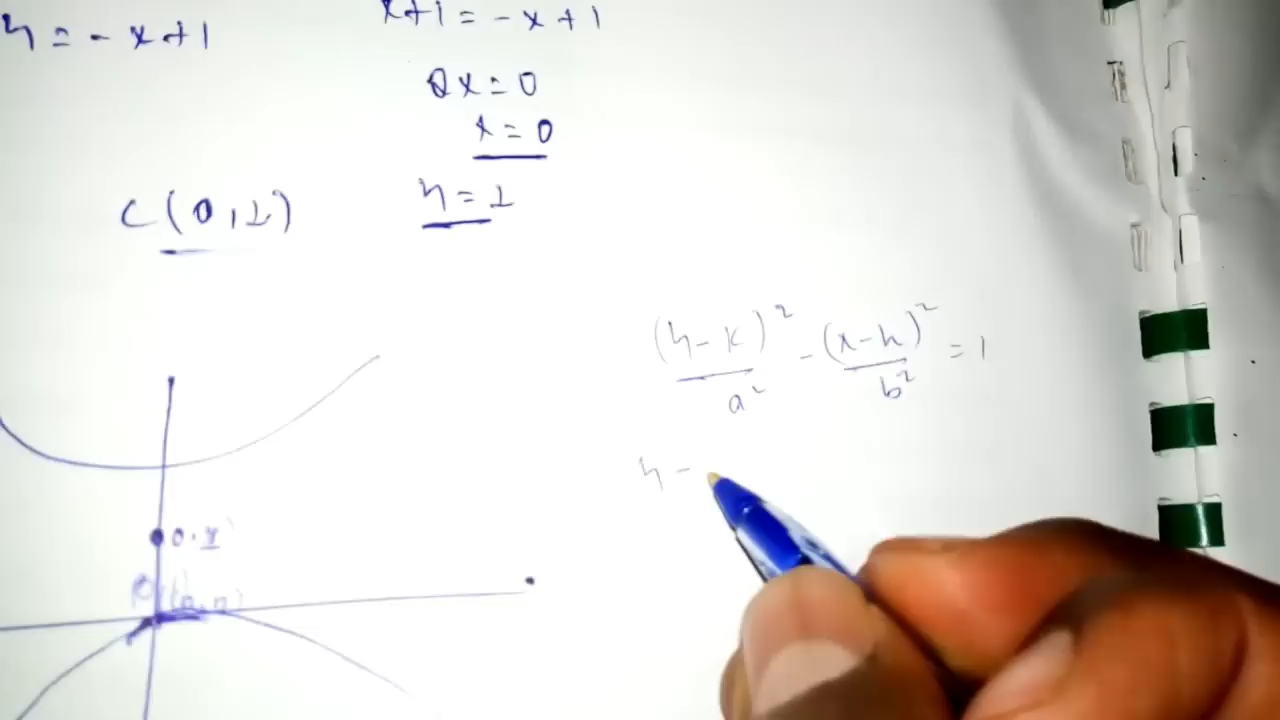 y = - x + 1
x + 1 = - x + 1
2x = 0
x = 0
y = 1
C(0,1)
(y - k)² / a² - (x - h)² / b² = 1
y -